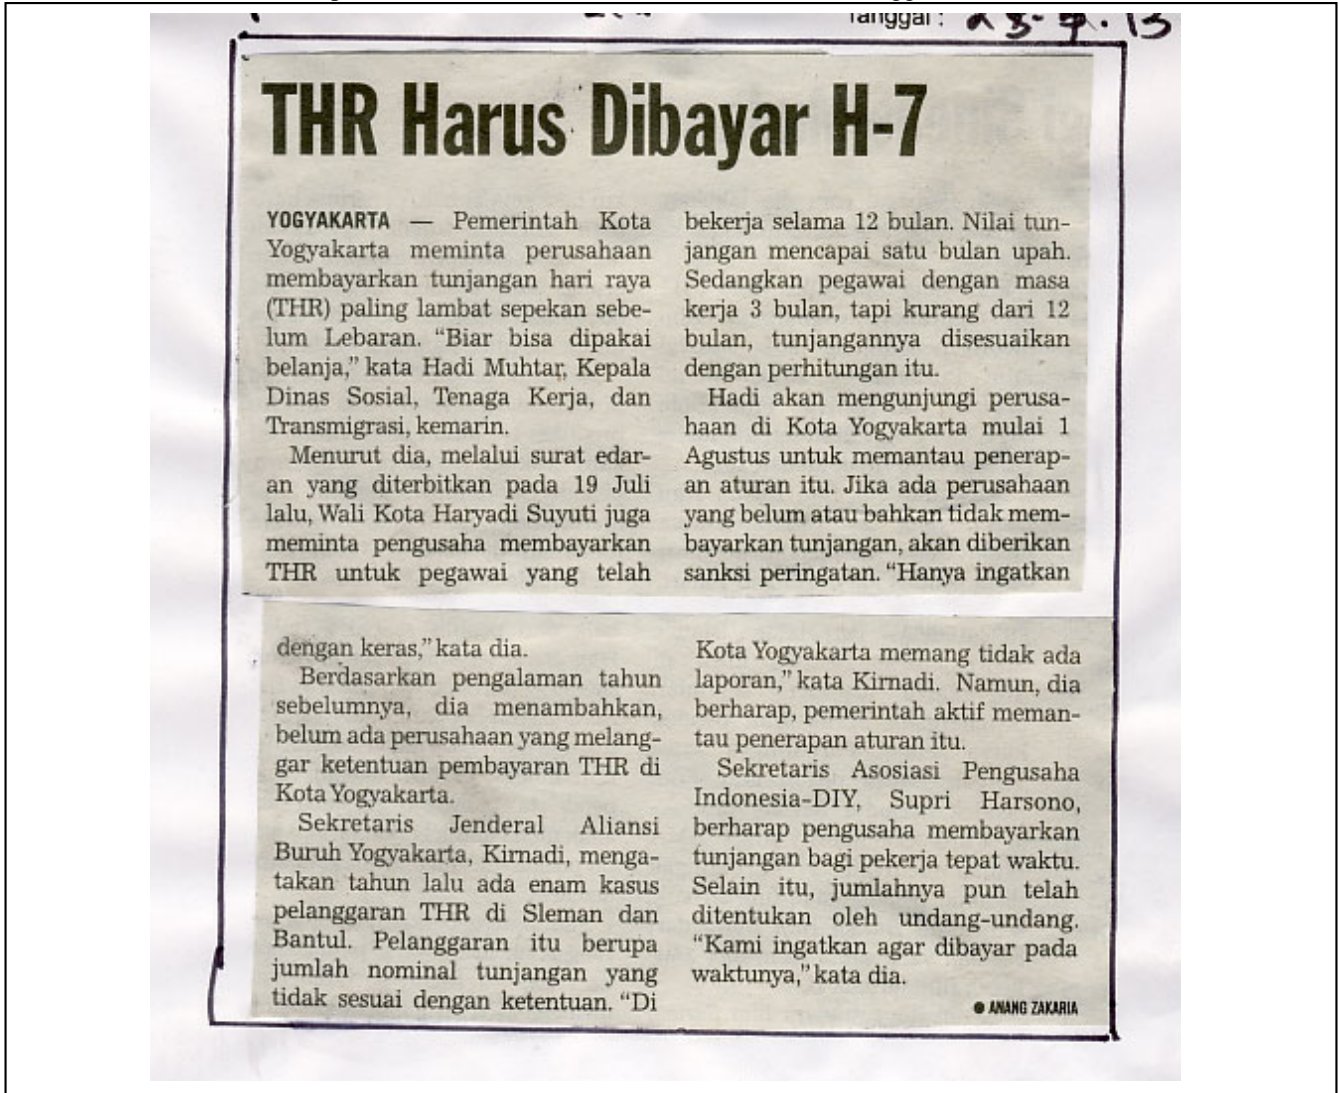 Tanggal :
THR Harus Dibayar H-7
YOGYAKARTA — Pemerintah Kota
Yogyakarta meminta perusahaan
membayarkan tunjangan hari raya
(THR) paling lambat sepekan sebe-
lum Lebaran. “Biar bisa dipakai
belanja,” kata Hadi Muhtar, Kepala
Dinas Sosial, Tenaga Kerja, dan
Transmigrasi, kemarin.
Menurut dia, melalui surat edar-
an yang diterbitkan pada 19 Juli
lalu, Wali Kota Haryadi Suyuti juga
meminta pengusaha membayarkan
THR untuk pegawai yang telah
bekerja selama 12 bulan. Nilai tun-
jangan mencapai satu bulan upah.
Sedangkan pegawai dengan masa
kerja 3 bulan, tapi kurang dari 12
bulan, tunjangannya disesuaikan
dengan perhitungan itu.
Hadi akan mengunjungi perusa-
haan di Kota Yogyakarta mulai 1
Agustus untuk memantau penerap-
an aturan itu. Jika ada perusahaan
yang belum atau bahkan tidak mem-
bayarkan tunjangan, akan diberikan
sanksi peringatan. “Hanya ingatkan
dengan keras,” kata dia.
Berdasarkan pengalaman tahun
sebelumnya, dia menambahkan,
belum ada perusahaan yang melang-
gar ketentuan pembayaran THR di
Kota Yogyakarta.
Sekretaris Jenderal Aliansi
Buruh Yogyakarta, Kirnadi, menga-
takan tahun lalu ada enam kasus
pelanggaran THR di Sleman dan
Bantul. Pelanggaran itu berupa
jumlah nominal tunjangan yang
tidak sesuai dengan ketentuan. “Di
Kota Yogyakarta memang tidak ada
laporan,” kata Kirnadi. Namun, dia
berharap, pemerintah aktif meman-
tau penerapan aturan itu.
Sekretaris Asosiasi Pengusaha
Indonesia-DIY, Supri Harsono,
berharap pengusaha membayarkan
tunjangan bagi pekerja tepat waktu.
Selain itu, jumlahnya pun telah
ditentukan oleh undang-undang.
“Kami ingatkan agar dibayar pada
waktunya,” kata dia.
● ANANG ZAKARIA